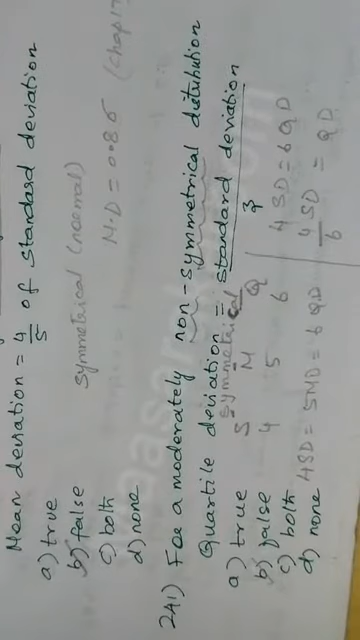 Mean deviation = 4/5 of standard deviation
a) true
b) false
symmetrical (normal)
c) both
M.D = 0.8 σ (chapt
d) none
241) For a moderately non-symmetrical distribution
Quartile deviation = standard deviation / 3
symmetrical
a) true
S M Q
b) false
4 5 6
4SD = 6QD
c) both
4SD/6 = QD
d) none
4SD = 5MD = 6QD